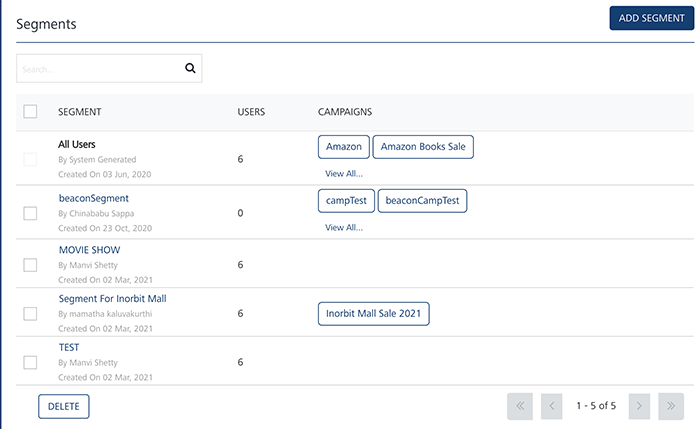 Segments
ADD SEGMENT
Search...
SEGMENT USERS CAMPAIGNS
All Users
By System Generated
Created On 03 Jun, 2020
6
Amazon Amazon Books Sale
View All...
beaconSegment
By Chinababu Sappa
Created On 23 Oct, 2020
0
campTest beaconCampTest
View All...
MOVIE SHOW
By Manvi Shetty
Created On 02 Mar, 2021
6
Segment For Inorbit Mall
By mamatha kaluvakurthi
Created On 02 Mar, 2021
6
Inorbit Mall Sale 2021
TEST
By Manvi Shetty
Created On 02 Mar, 2021
6
DELETE
1 - 5 of 5